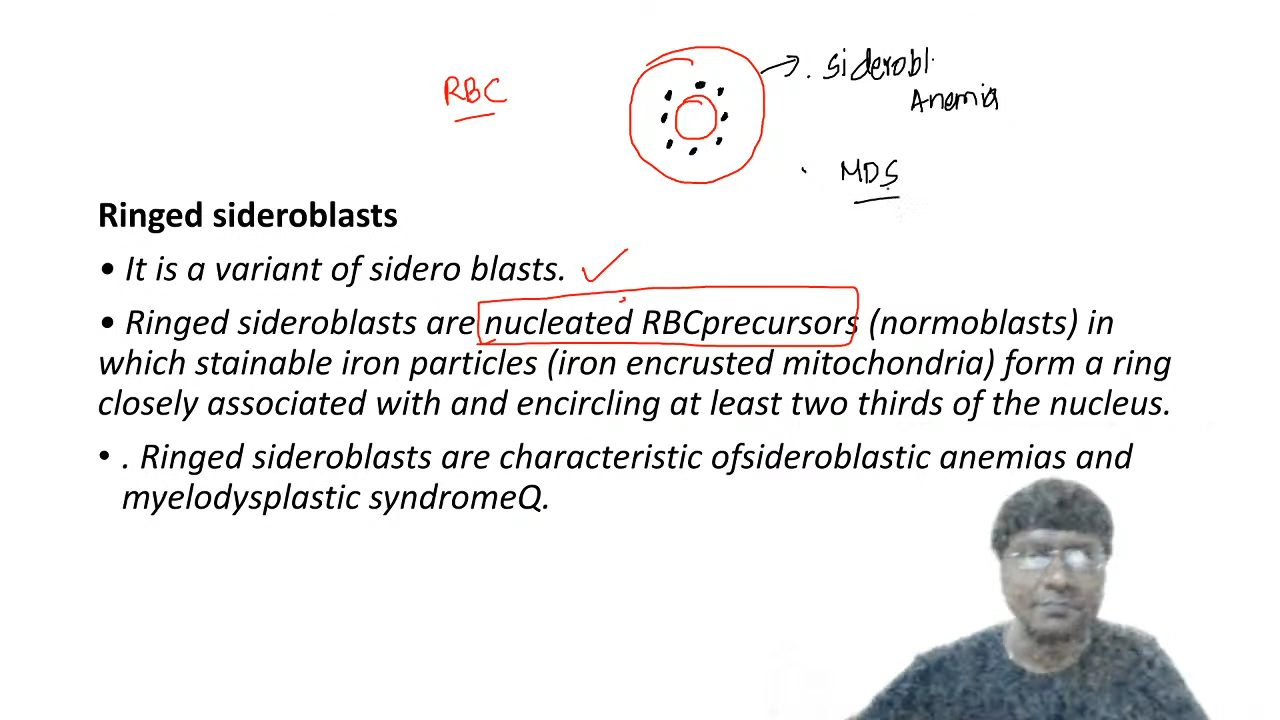 RBC
. siderobl
Anemia
. MDS
Ringed sideroblasts
• It is a variant of sidero blasts.
• Ringed sideroblasts are nucleated RBCprecursors (normoblasts) in
which stainable iron particles (iron encrusted mitochondria) form a ring
closely associated with and encircling at least two thirds of the nucleus.
• . Ringed sideroblasts are characteristic ofsideroblastic anemias and
myelodysplastic syndromeQ.